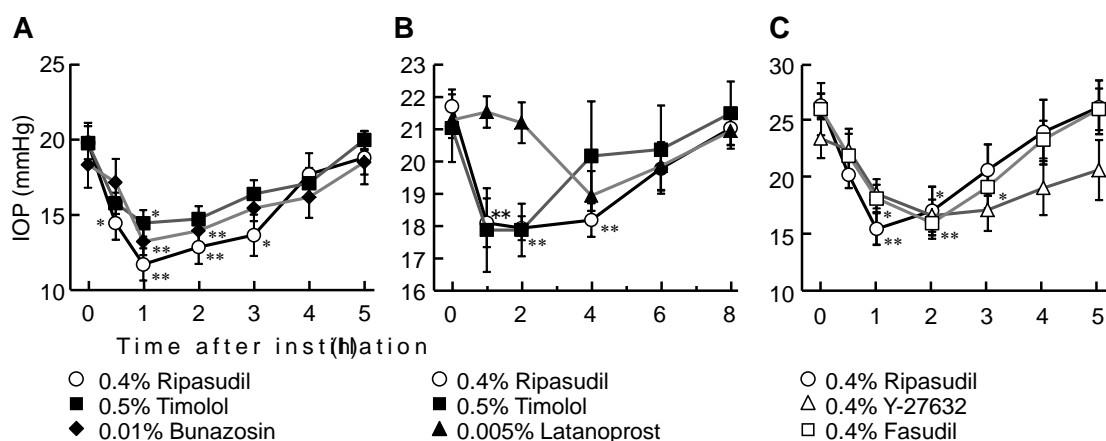 A
B
C
IOP (mmHg)
25
20
15
10
0 1 2 3 4 5
23
22
21
20
19
18
17
16
0 2 4 6 8
30
25
20
15
10
0 1 2 3 4 5
* * ** ** ** *
** **
* ** * ** *
Time after instillation (h)
0.4% Ripasudil
0.5% Timolol
0.01% Bunazosin
0.4% Ripasudil
0.5% Timolol
0.005% Latanoprost
0.4% Ripasudil
0.4% Y-27632
0.4% Fasudil